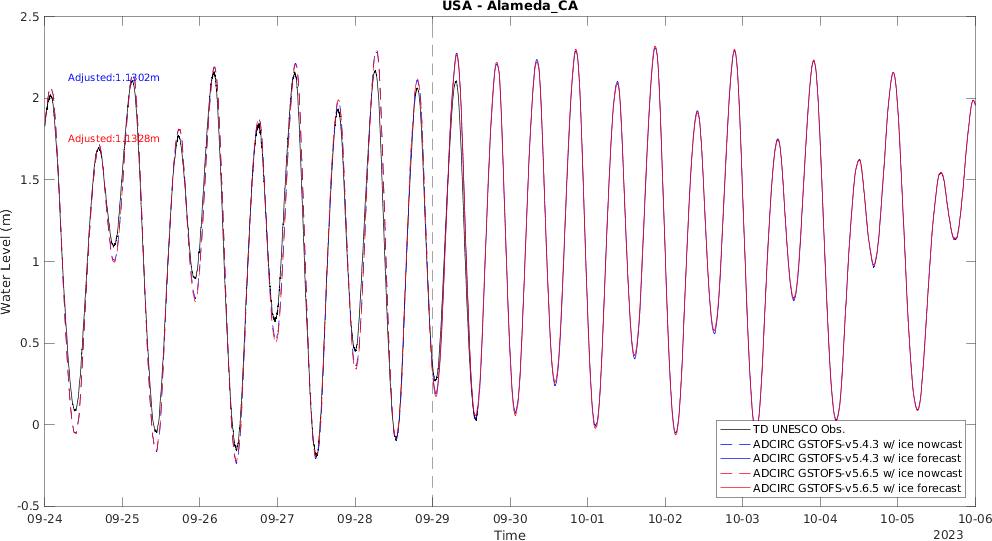 USA - Alameda_CA
2.5
2
1.5
1
0.5
0
-0.5
Water Level (m)
Adjusted:1.1302m
Adjusted:1.1328m
TD UNESCO Obs.
ADCIRC GSTOFS-v5.4.3 w/ ice nowcast
ADCIRC GSTOFS-v5.4.3 w/ ice forecast
ADCIRC GSTOFS-v5.6.5 w/ ice nowcast
ADCIRC GSTOFS-v5.6.5 w/ ice forecast
09-24 09-25 09-26 09-27 09-28 09-29 09-30 10-01 10-02 10-03 10-04 10-05 10-06
Time
2023